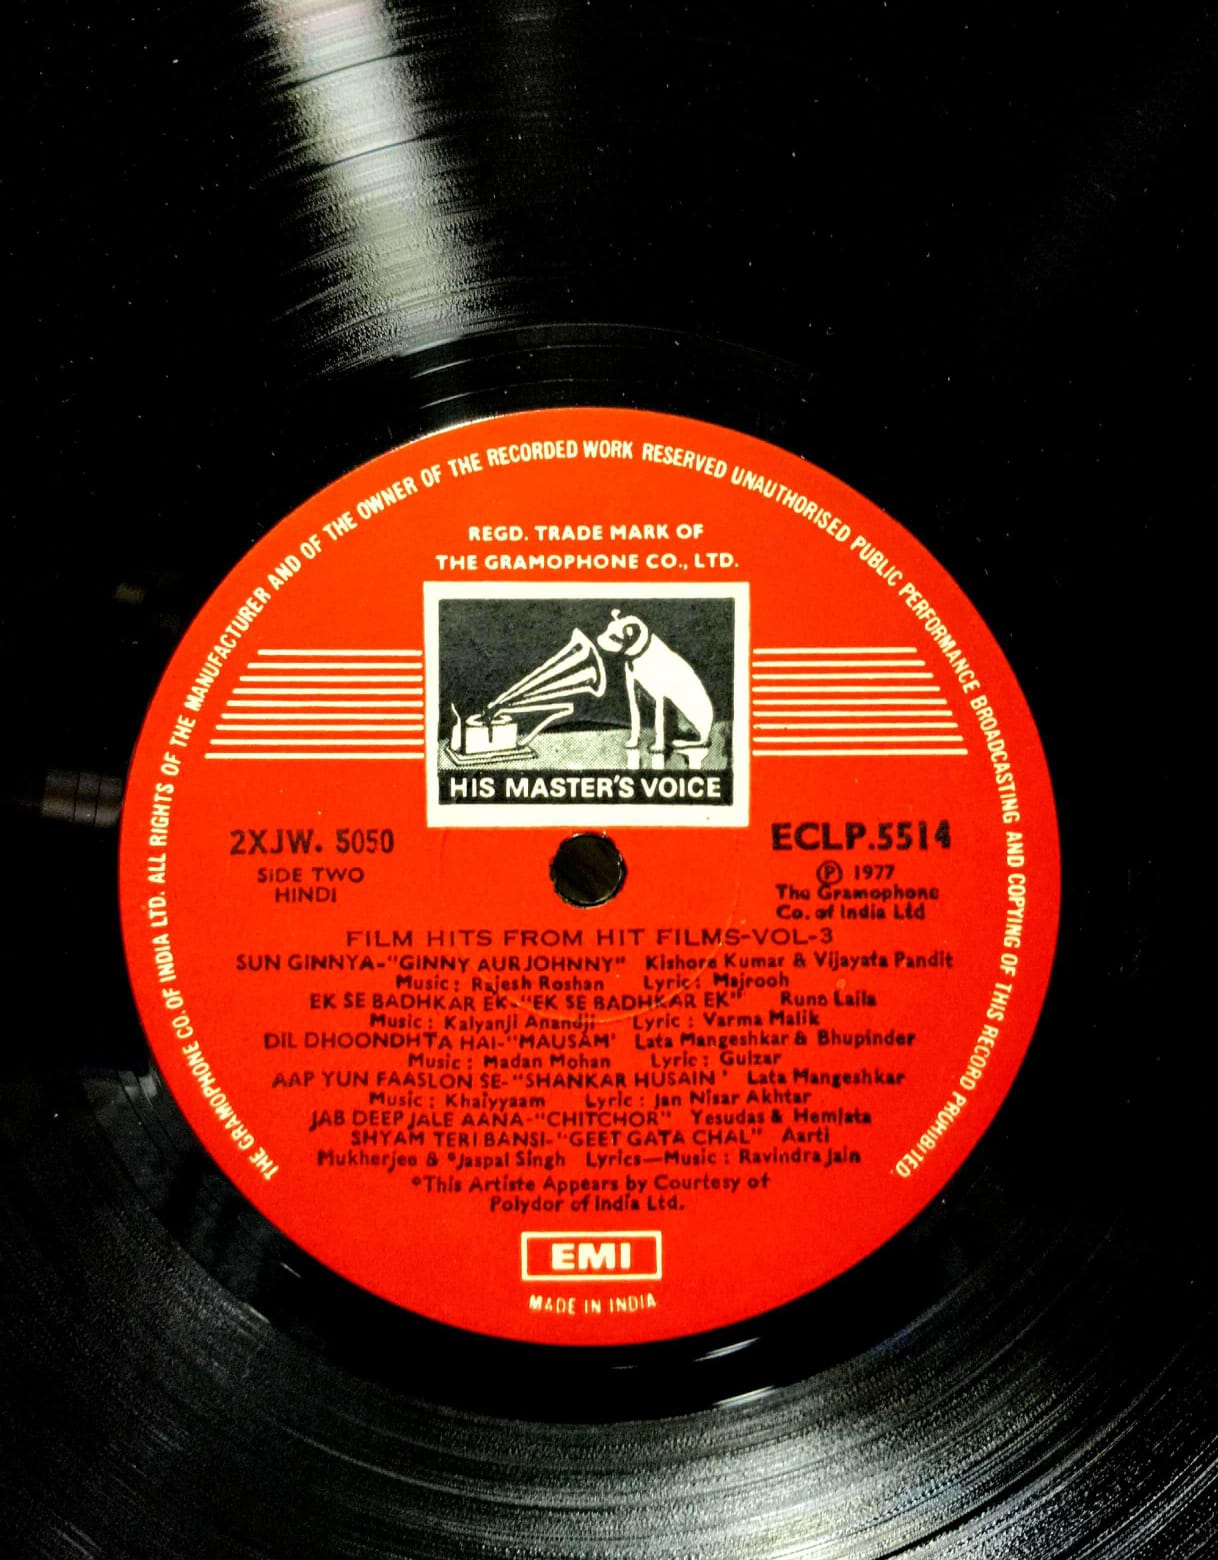 THE GRAMOPHONE CO. OF INDIA LTD. ALL RIGHTS OF THE MANUFACTURER AND OF THE OWNER OF THE RECORDED WORK RESERVED UNAUTHORISED PUBLIC PERFORMANCE BROADCASTING AND COPYING OF THIS RECORD PROHIBITED.
REGD. TRADE MARK OF
THE GRAMOPHONE CO., LTD.
HIS MASTER'S VOICE
2XJW. 5050
SIDE TWO
HINDI
ECLP.5514
Ⓟ 1977
The Gramophone
Co. of India Ltd
FILM HITS FROM HIT FILMS-VOL-3
SUN GINNYA-"GINNY AUR JOHNNY" Kishore Kumar & Vijayata Pandit
Music : Rajesh Roshan Lyric : Majrooh
EK SE BADHKAR EK-"EK SE BADHKAR EK" Runa Laila
Music : Kalyanji Anandji Lyric : Varma Malik
DIL DHOONDHTA HAI-"MAUSAM' Lata Mangeshkar & Bhupinder
Music : Madan Mohan Lyric : Gulzar
AAP YUN FAASLON SE-"SHANKAR HUSAIN ' Lata Mangeshkar
Music : Khaiyyaam Lyric : Jan Nisar Akhtar
JAB DEEP JALE AANA-"CHITCHOR" Yesudas & Hemlata
SHYAM TERI BANSI-"GEET GATA CHAL" Aarti
Mukherjee & *Jaspal Singh Lyrics—Music : Ravindra Jain
*This Artiste Appears by Courtesy of
Polydor of India Ltd.
EMI
MADE IN INDIA